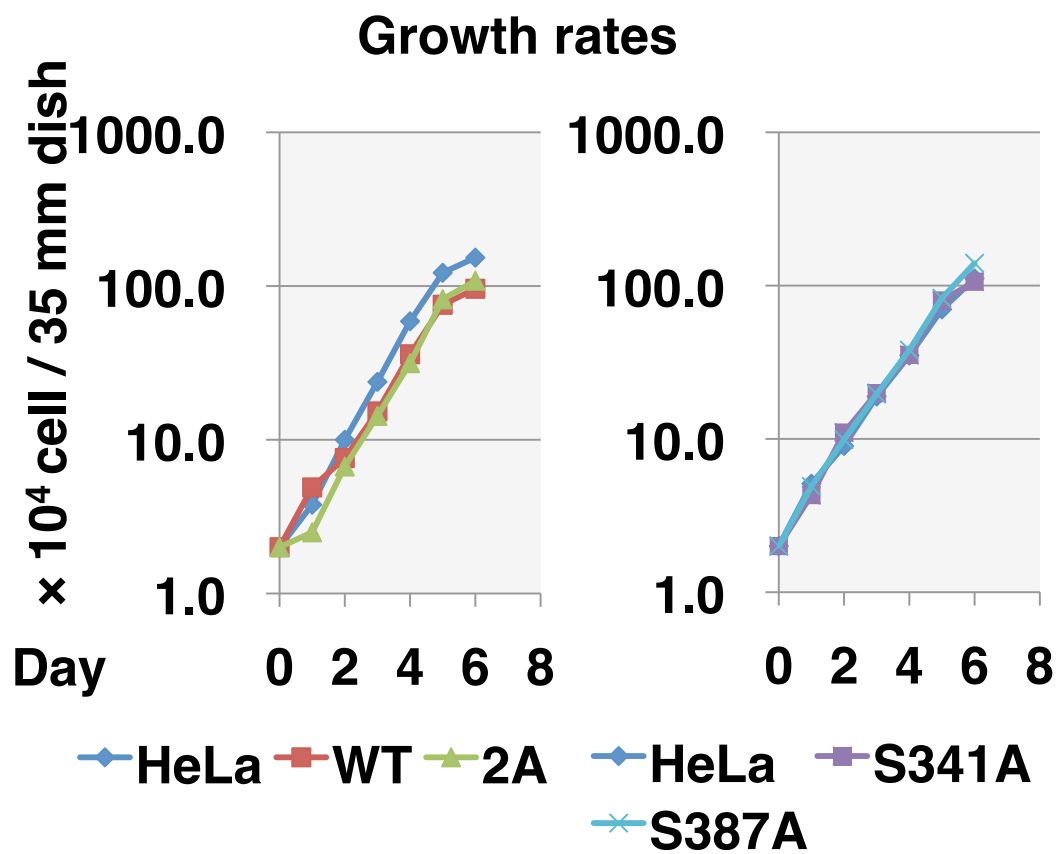 Growth rates
× 10⁴ cell / 35 mm dish
1000.0
100.0
10.0
1.0
1000.0
100.0
10.0
1.0
Day 0 2 4 6 8
0 2 4 6 8
HeLa WT 2A
HeLa S341A
S387A